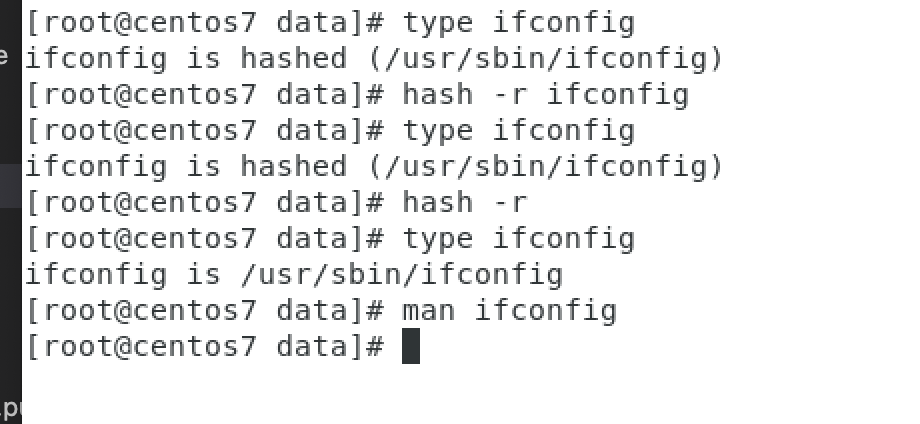 [root@centos7 data]# type ifconfig
ifconfig is hashed (/usr/sbin/ifconfig)
[root@centos7 data]# hash -r ifconfig
[root@centos7 data]# type ifconfig
ifconfig is hashed (/usr/sbin/ifconfig)
[root@centos7 data]# hash -r
[root@centos7 data]# type ifconfig
ifconfig is /usr/sbin/ifconfig
[root@centos7 data]# man ifconfig
[root@centos7 data]#